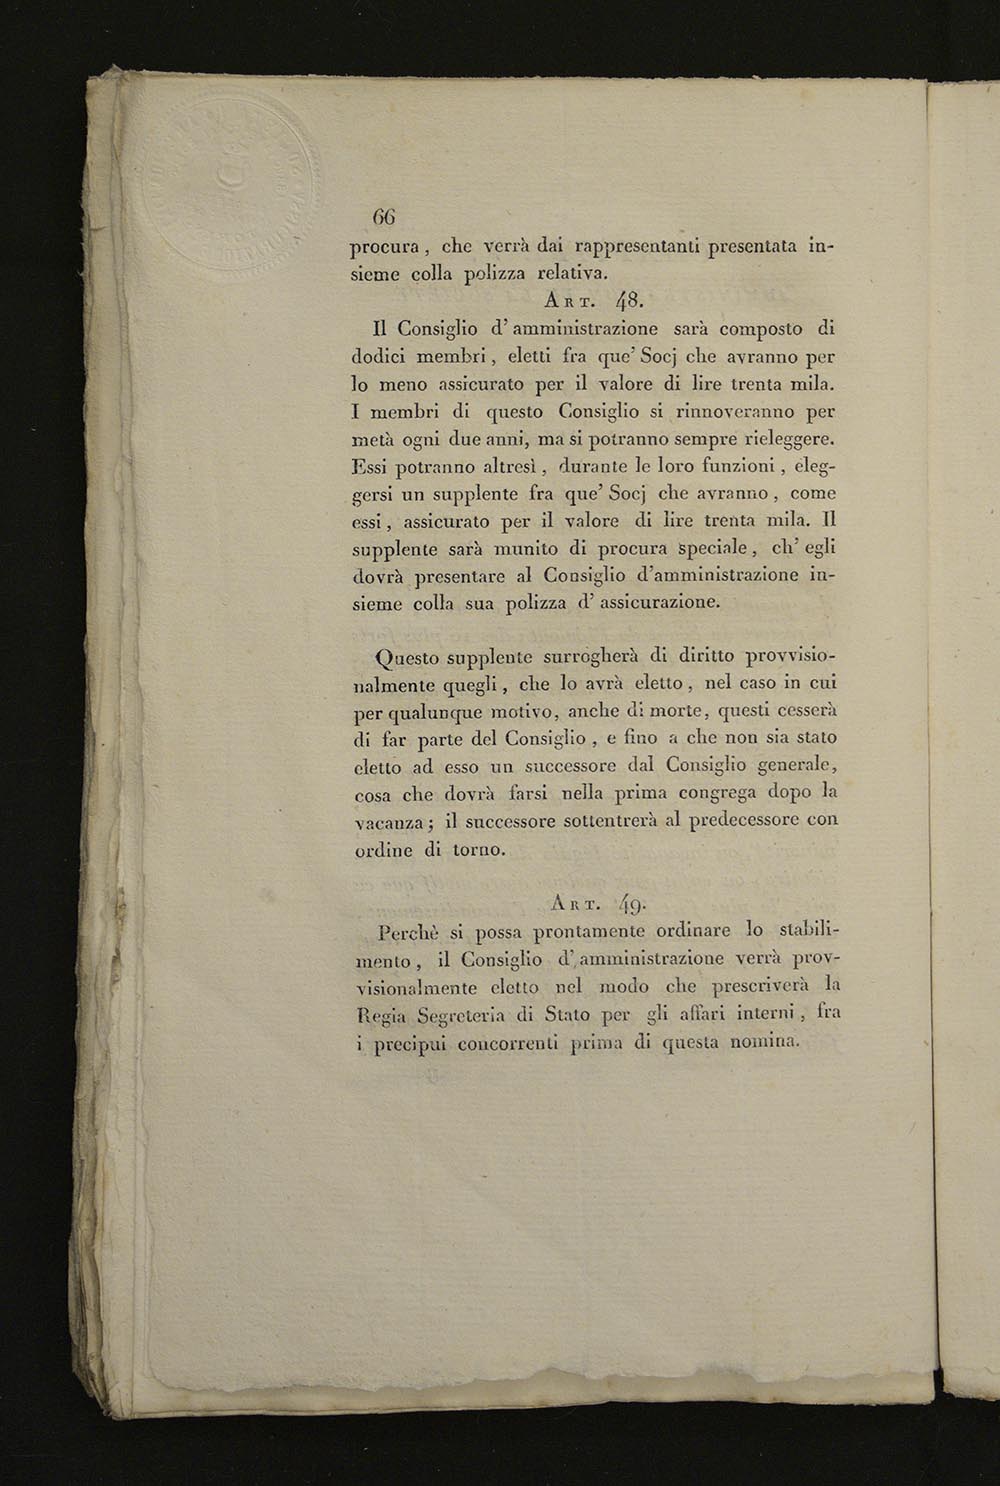 66
procura , che verrà dai rappresentanti presentata in-
sieme colla polizza relativa.
ART. 48.
Il Consiglio d' amministrazione sarà composto di
dodici membri , eletti fra que' Socj che avranno per
lo meno assicurato per il valore di lire trenta mila.
I membri di questo Consiglio si rinnoveranno per
metà ogni due anni, ma si potranno sempre rieleggere.
Essi potranno altresì , durante le loro funzioni , eleg-
gersi un supplente fra que' Socj che avranno , come
essi , assicurato per il valore di lire trenta mila. Il
supplente sarà munito di procura speciale , ch' egli
dovrà presentare al Consiglio d'amministrazione in-
sieme colla sua polizza d' assicurazione.
Questo supplente surrogherà di diritto provvisio-
nalmente quegli , che lo avrà eletto , nel caso in cui
per qualunque motivo, anche di morte, questi cesserà
di far parte del Consiglio , e fino a che non sia stato
eletto ad esso un successore dal Consiglio generale,
cosa che dovrà farsi nella prima congrega dopo la
vacanza ; il successore sottentrerà al predecessore con
ordine di torno.
ART. 49.
Perchè si possa prontamente ordinare lo stabili-
mento , il Consiglio d' amministrazione verrà prov-
visionalmente eletto nel modo che prescriverà la
Regia Segreteria di Stato per gli affari interni , fra
i precipui concorrenti prima di questa nomina.